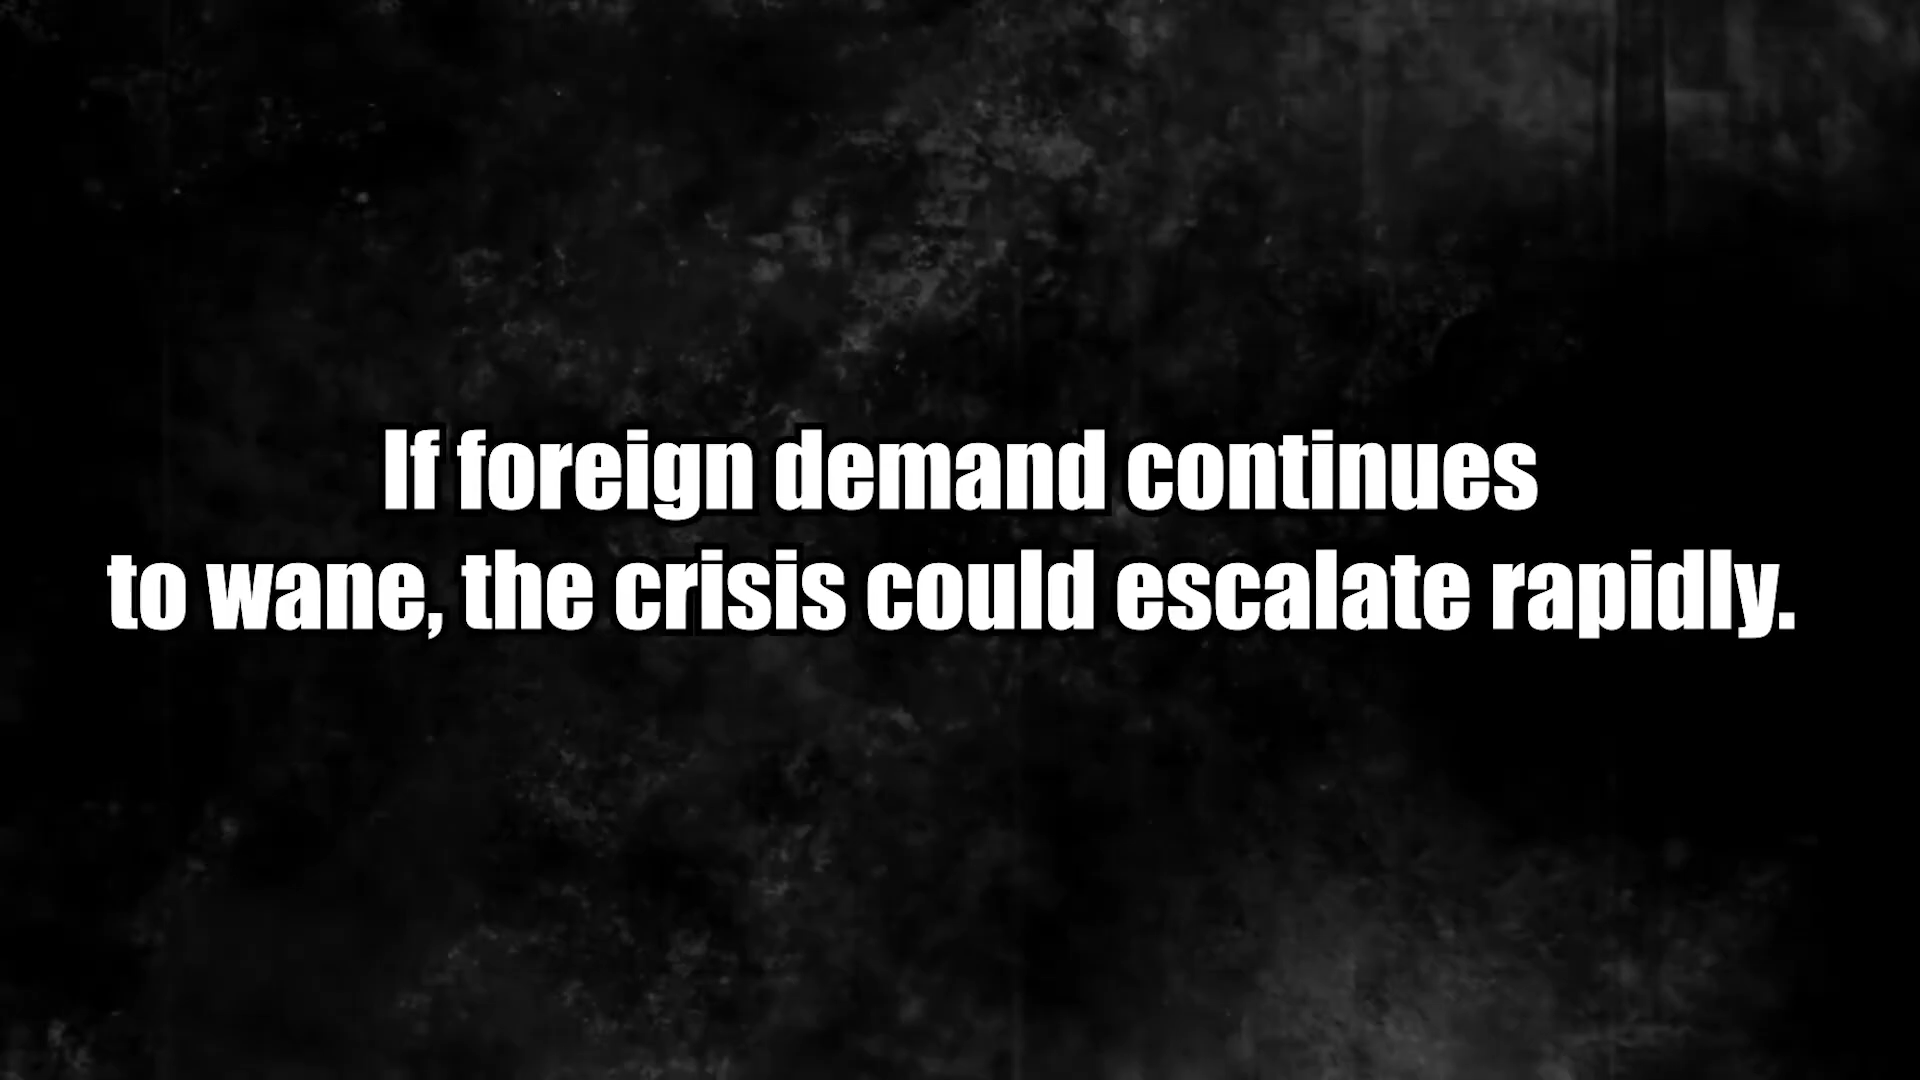 If foreign demand continues
to wane, the crisis could escalate rapidly.